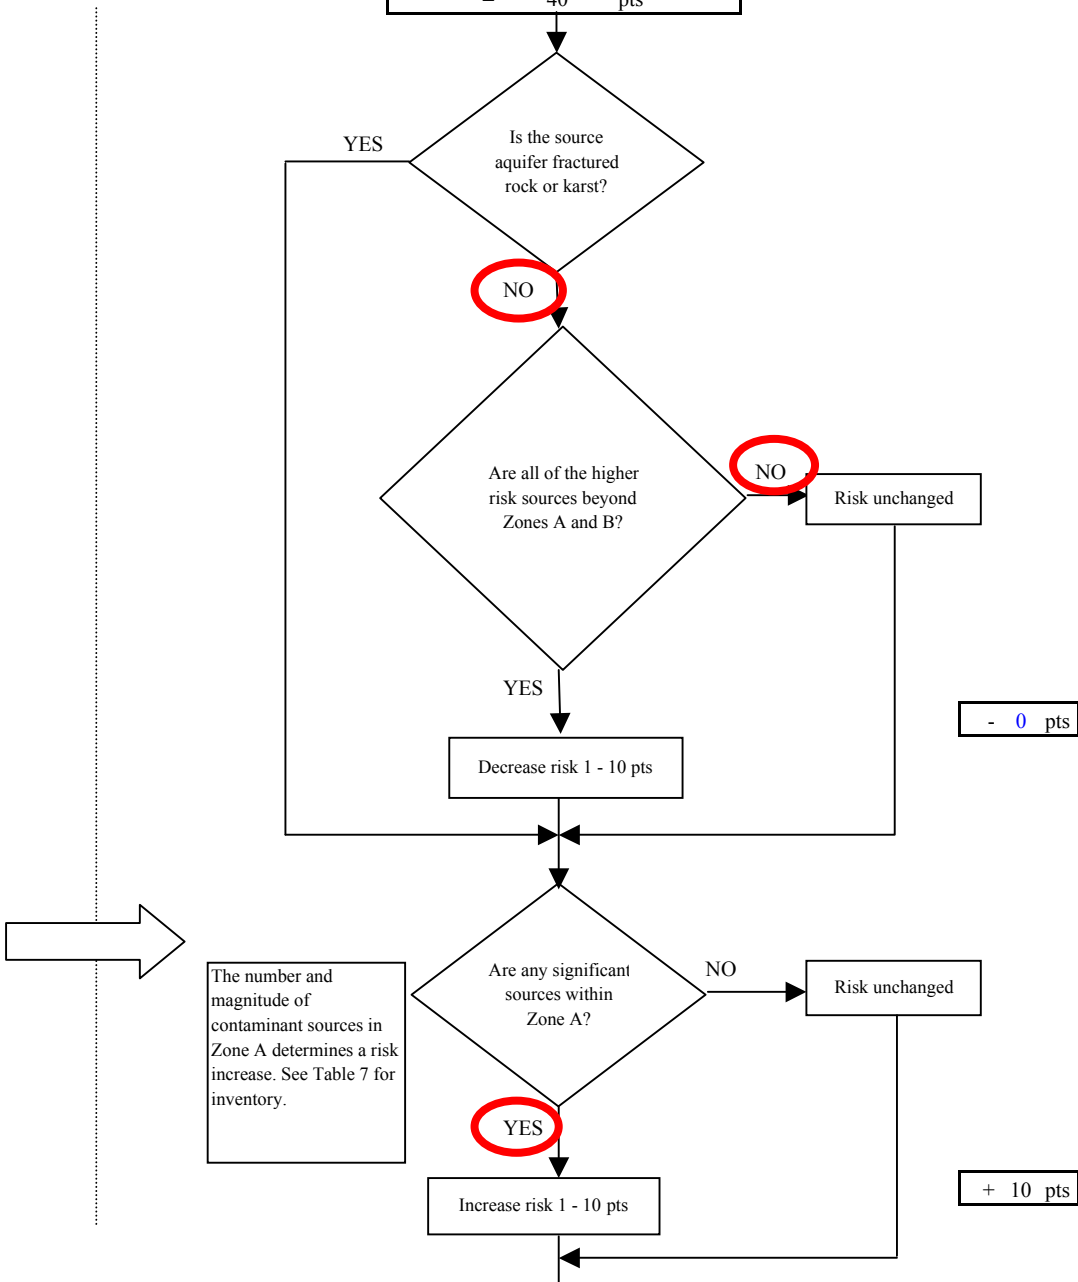 = 40 pts
Is the source
aquifer fractured
rock or karst?
YES
NO
Are all of the higher
risk sources beyond
Zones A and B?
NO
Risk unchanged
YES
- 0 pts
Decrease risk 1 - 10 pts
Are any significant
sources within
Zone A?
NO
Risk unchanged
The number and
magnitude of
contaminant sources in
Zone A determines a risk
increase. See Table 7 for
inventory.
YES
+ 10 pts
Increase risk 1 - 10 pts